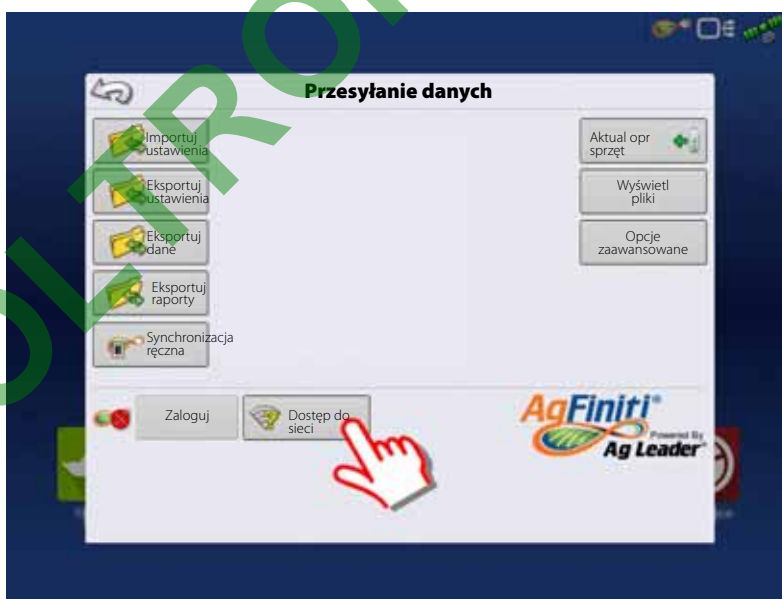 Przesyłanie danych
Importuj
ustawienia
Eksportuj
ustawienia
Eksportuj
dane
Eksportuj
raporty
Synchronizacja
ręczna
Aktual opr
sprzęt
Wyświetl
pliki
Opcje
zaawansowane
Zaloguj
Dostęp do
sieci
AgFiniti®
Powered By
Ag Leader®
OLTRO